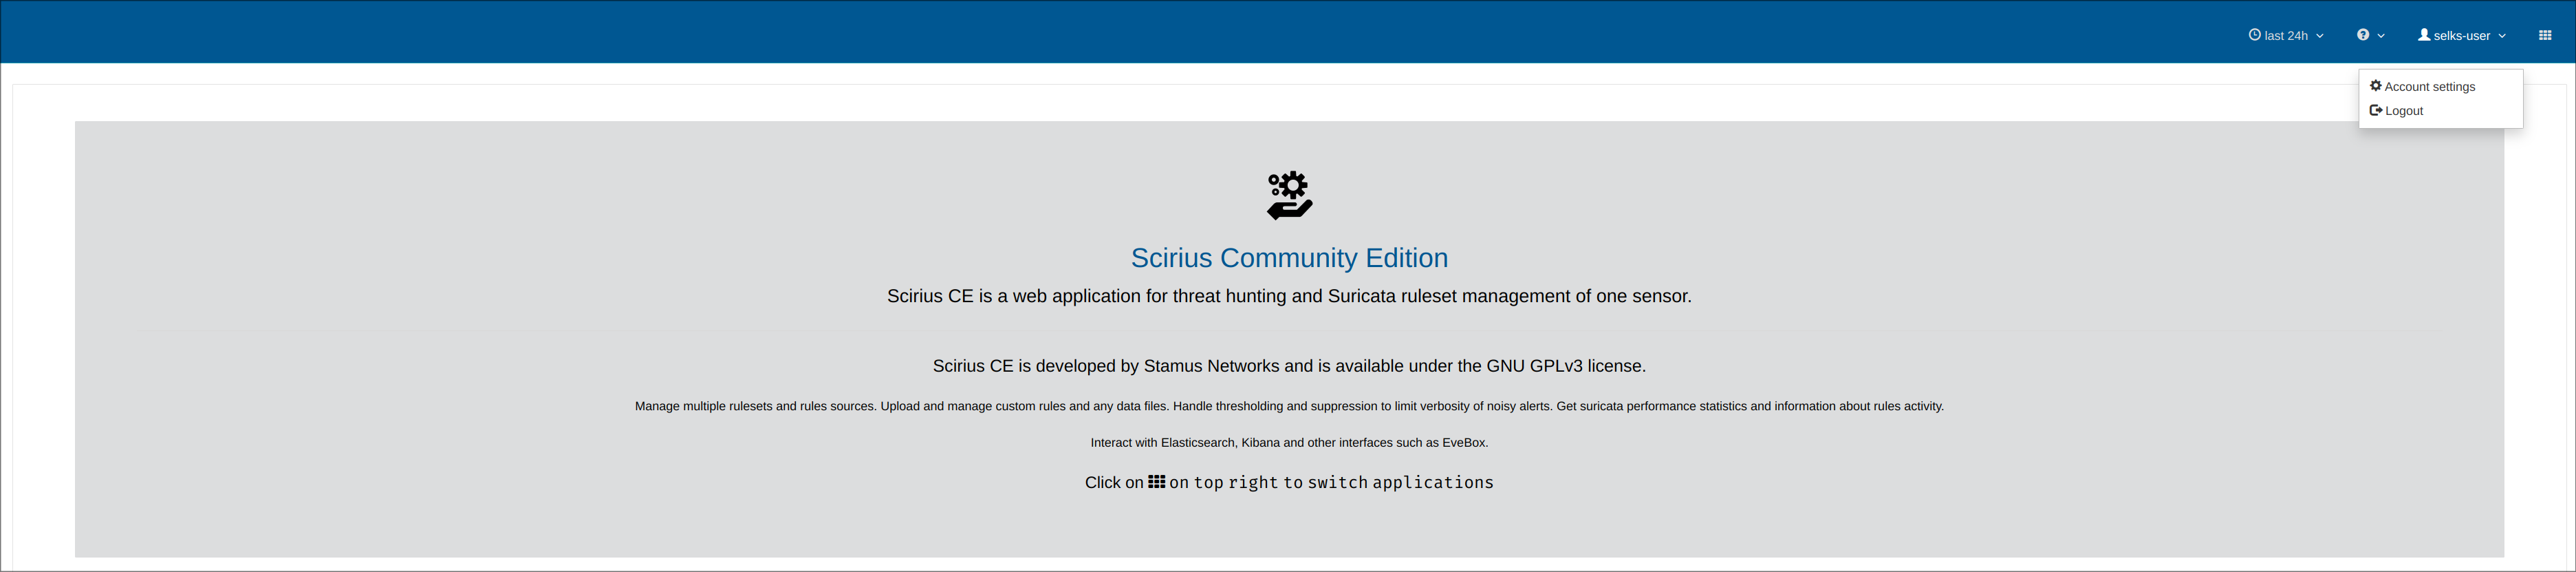 last 24h
selks-user
Account settings
Logout
Scirius Community Edition
Scirius CE is a web application for threat hunting and Suricata ruleset management of one sensor.
Scirius CE is developed by Stamus Networks and is available under the GNU GPLv3 license.
Manage multiple rulesets and rules sources. Upload and manage custom rules and any data files. Handle thresholding and suppression to limit verbosity of noisy alerts. Get suricata performance statistics and information about rules activity.
Interact with Elasticsearch, Kibana and other interfaces such as EveBox.
Click on on top right to switch applications